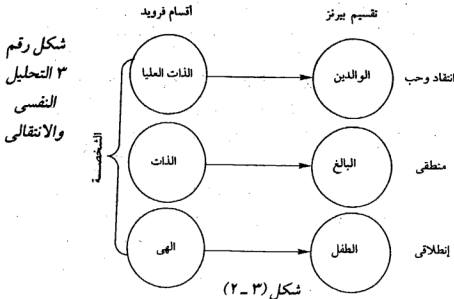 شكل رقم
٣ التحليل
النفسى
والانتقالى
أقسام فرويد
تقسيم بيرنز
الشخصية
الذات العليا
الوالدين
انتقاد وحب
الذات
البالغ
منطقى
الهى
الطفل
إنطلاقى
شكل (٣ - ٢)